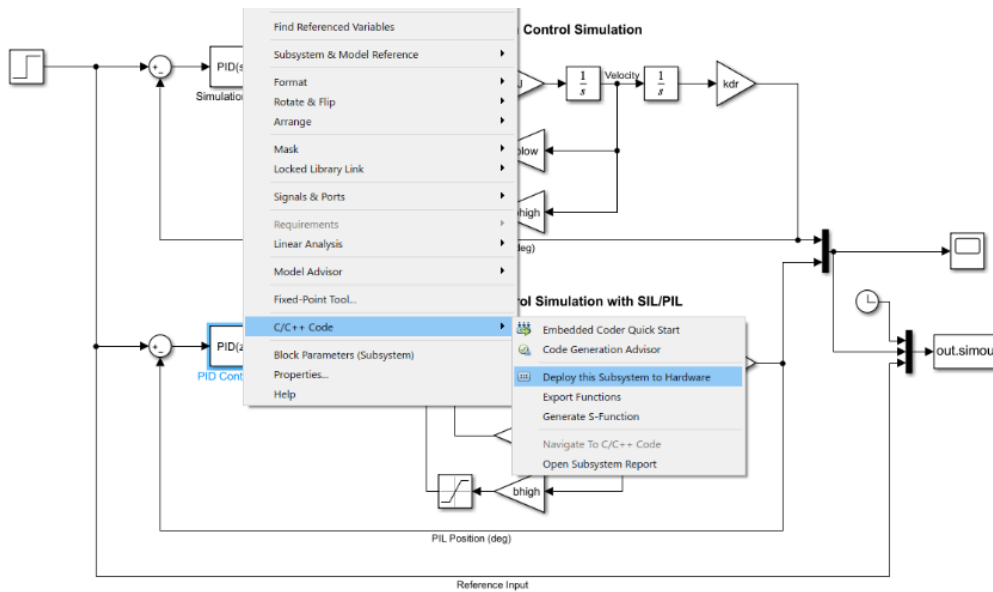 Find Referenced Variables
Control Simulation
Subsystem & Model Reference
PID(s
Simulation
Format
Rotate & Flip
Arrange
1
s
Velocity
1
s
kdr
Mask
Locked Library Link
blow
Signals & Ports
bhigh
Requirements
Linear Analysis
deg)
Model Advisor
Fixed-Point Tool...
rol Simulation with SIL/PIL
C/C++ Code
Embedded Coder Quick Start
PID(z
Code Generation Advisor
out.simou
Block Parameters (Subsystem)
PID Cont
Properties...
Deploy this Subsystem to Hardware
Help
Export Functions
Generate S-Function
Navigate To C/C++ Code
Open Subsystem Report
bhigh
PIL Position (deg)
Reference Input